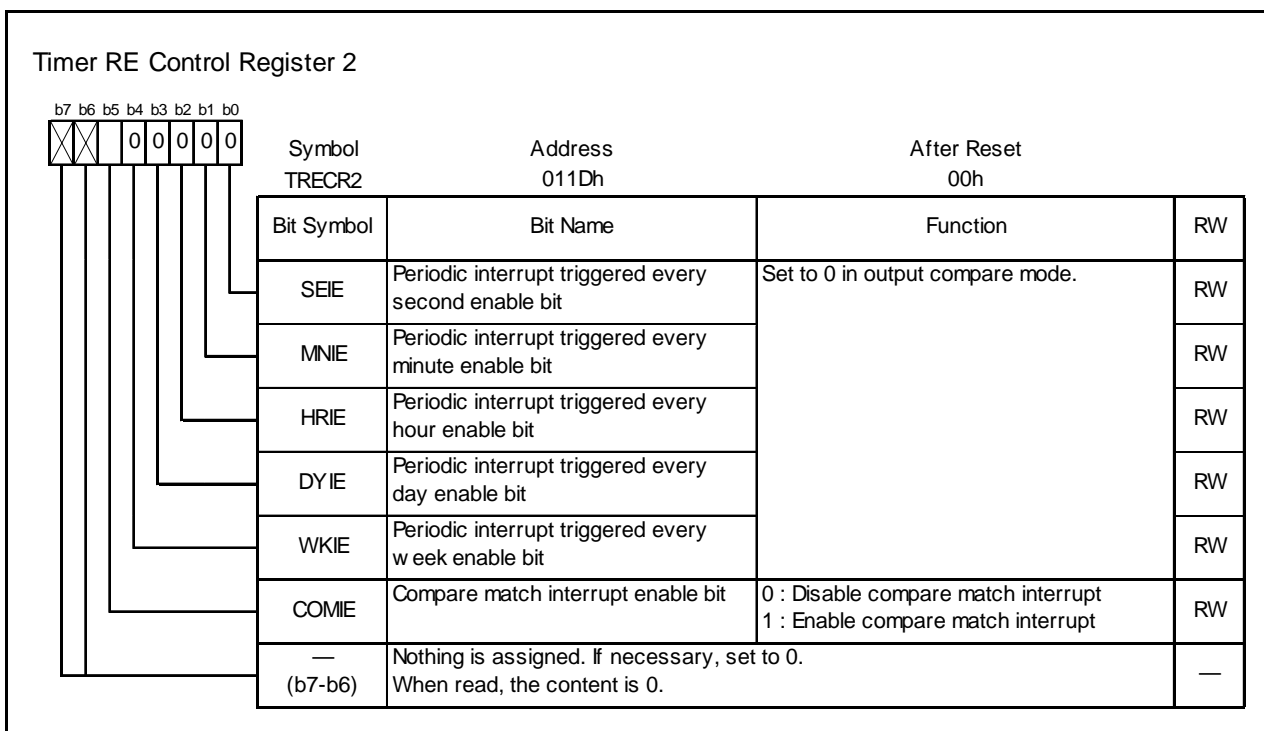 Timer RE Control Register 2
b7 b6 b5 b4 b3 b2 b1 b0
0 0 0 0 0
Symbol Address After Reset
TRECR2 011Dh 00h
Bit Symbol Bit Name Function RW
SEIE Periodic interrupt triggered every second enable bit Set to 0 in output compare mode. RW
MNIE Periodic interrupt triggered every minute enable bit RW
HRIE Periodic interrupt triggered every hour enable bit RW
DYIE Periodic interrupt triggered every day enable bit RW
WKIE Periodic interrupt triggered every week enable bit RW
COMIE Compare match interrupt enable bit 0 : Disable compare match interrupt
1 : Enable compare match interrupt RW
— Nothing is assigned. If necessary, set to 0.
(b7-b6) When read, the content is 0. —